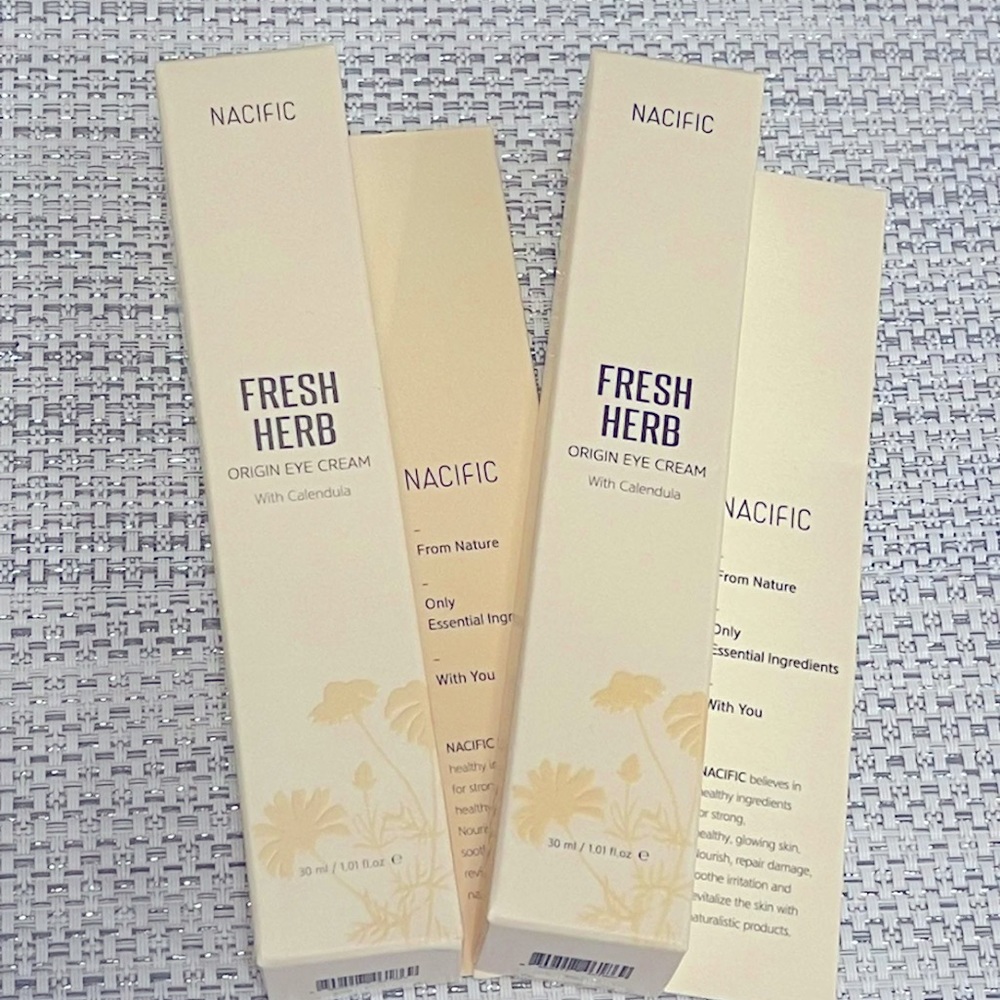 NACIFIC
FRESH
HERB
ORIGIN EYE CREAM
With Calendula
30 ml / 1.01 fl.oz ℮
NACIFIC
-
From Nature
-
Only
Essential
-
With You
NACIFIC
healthy
for
NACIFIC
FRESH
HERB
ORIGIN EYE CREAM
With Calendula
30 ml / 1.01 fl.oz ℮
NACIFIC
From Nature
Only
Essential Ingredients
With You
NACIFIC believes in
healthy ingredients
for strong,
healthy, glowing skin.
Nourish, repair damage,
soothe irritation and
revitalize the skin with
naturalistic products.